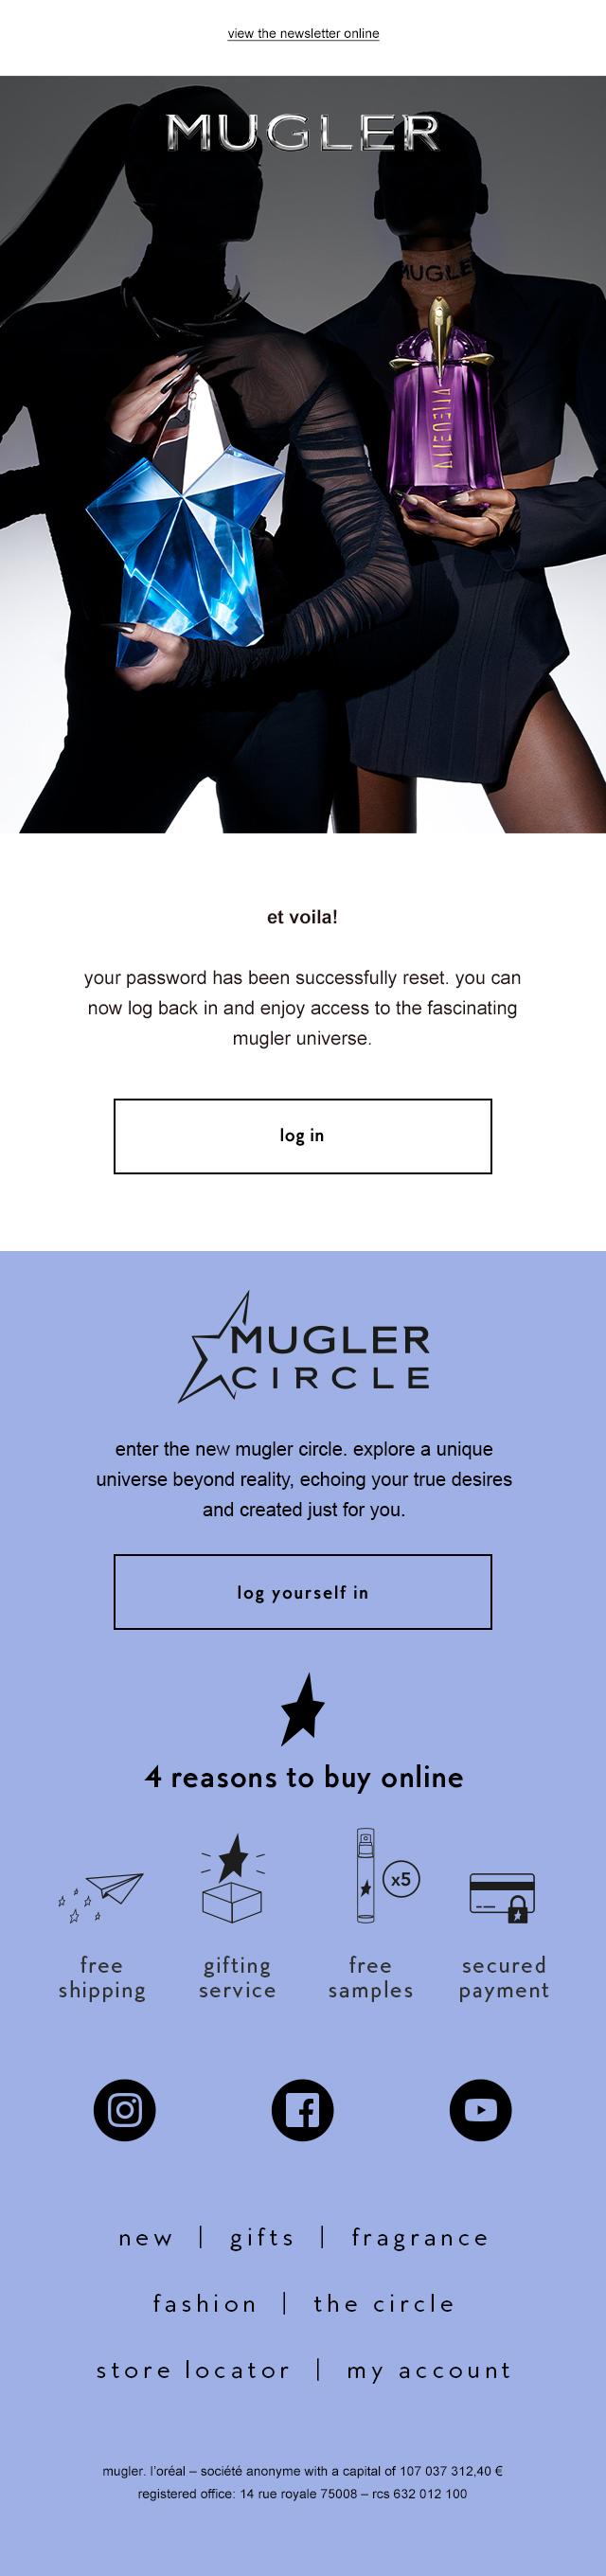 view the newsletter online
MUGLER
MUGLE
ALIEN
et voila!
your password has been successfully reset. you can
now log back in and enjoy access to the fascinating
mugler universe.
log in
MUGLER
CIRCLE
enter the new mugler circle. explore a unique
universe beyond reality, echoing your true desires
and created just for you.
log yourself in
4 reasons to buy online
x5
free gifting free secured
shipping service samples payment
new | gifts | fragrance
fashion | the circle
store locator | my account
mugler. l'oréal – société anonyme with a capital of 107 037 312,40 €
registered office: 14 rue royale 75008 – rcs 632 012 100